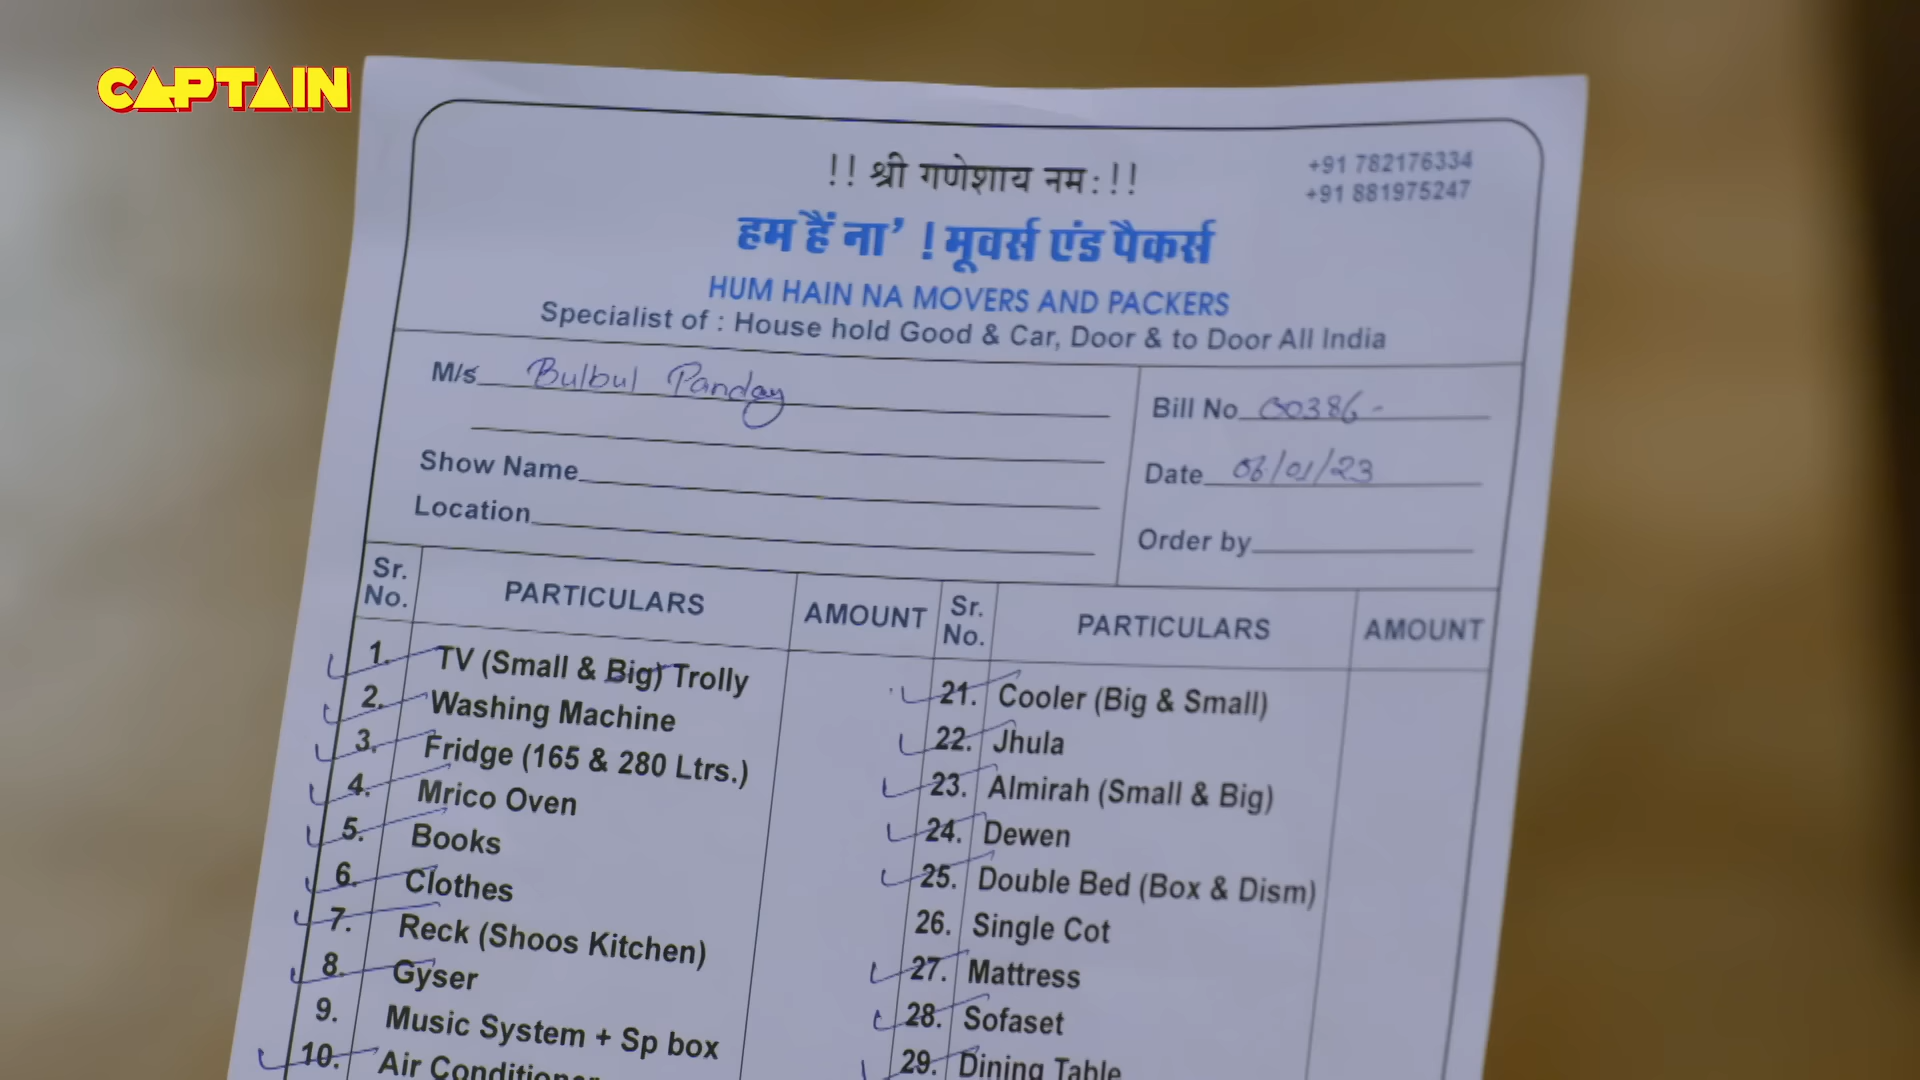 CAPTAIN
!! श्री गणेशाय नमः !!
+91 782176334
+91 881975247
हम हैं ना' ! मूवर्स एंड पैकर्स
HUM HAIN NA MOVERS AND PACKERS
Specialist of : House hold Good & Car, Door & to Door All India
M/s Bulbul Panday
Bill No 00386-
Date 06/01/23
Show Name
Location
Order by
Sr. No. PARTICULARS AMOUNT Sr. No. PARTICULARS AMOUNT
1. TV (Small & Big) Trolly
2. Washing Machine
3. Fridge (165 & 280 Ltrs.)
4. Mrico Oven
5. Books
6. Clothes
7. Reck (Shoos Kitchen)
8. Gyser
9. Music System + Sp box
10. Air Conditioner
21. Cooler (Big & Small)
22. Jhula
23. Almirah (Small & Big)
24. Dewen
25. Double Bed (Box & Dism)
26. Single Cot
27. Mattress
28. Sofaset
29. Dining Table